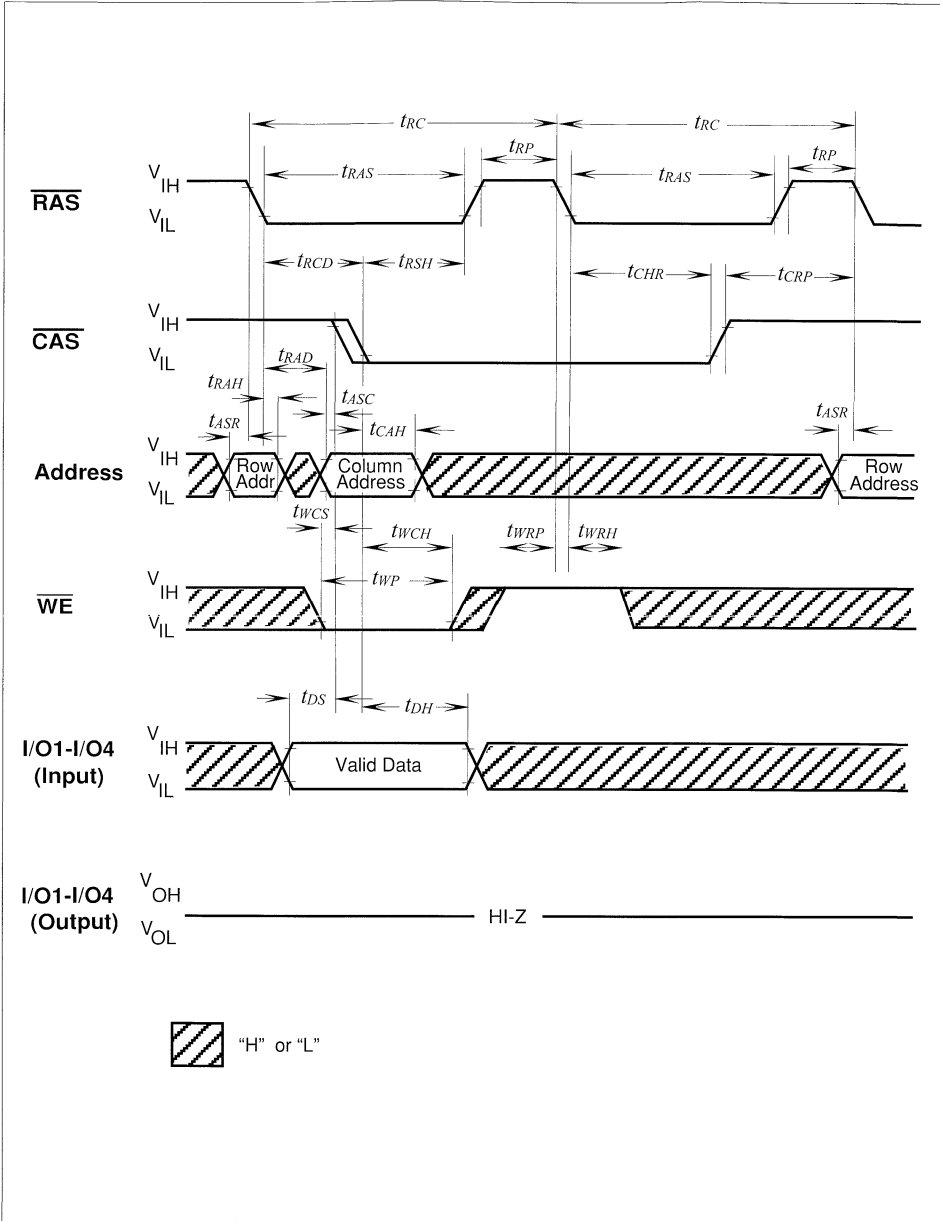 tRC tRC
tRP tRP
VIH tRAS tRAS
RAS
VIL
tRCD tRSH
tCHR tCRP
VIH
CAS
VIL tRAD
tRAH tASC
tASR tCAH tASR
VIH
Address Row Addr Column Address Row Address
VIL
tWCS tWCH tWRP tWRH
VIH tWP
WE
VIL
tDS tDH
VIH
I/O1-I/O4
(Input) Valid Data
VIL
VOH
I/O1-I/O4
(Output) HI-Z
VOL
“H” or “L”